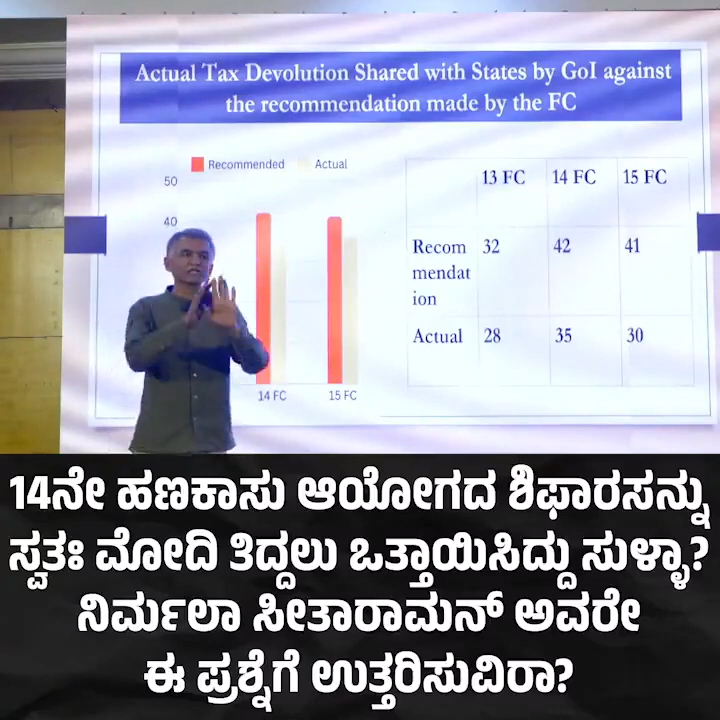 Actual Tax Devolution Shared with States by GoI against
the recommendation made by the FC
Recommended Actual
50
40
14 FC 15 FC
13 FC 14 FC 15 FC
Recom 32 42 41
mendat
ion
Actual 28 35 30
14ನೇ ಹಣಕಾಸು ಆಯೋಗದ ಶಿಫಾರಸನ್ನು
ಸ್ವತಃ ಮೋದಿ ತಿದ್ದಲು ಒತ್ತಾಯಿಸಿದ್ದು ಸುಳ್ಳಾ?
ನಿರ್ಮಲಾ ಸೀತಾರಾಮನ್ ಅವರೇ
ಈ ಪ್ರಶ್ನೆಗೆ ಉತ್ತರಿಸುವಿರಾ?